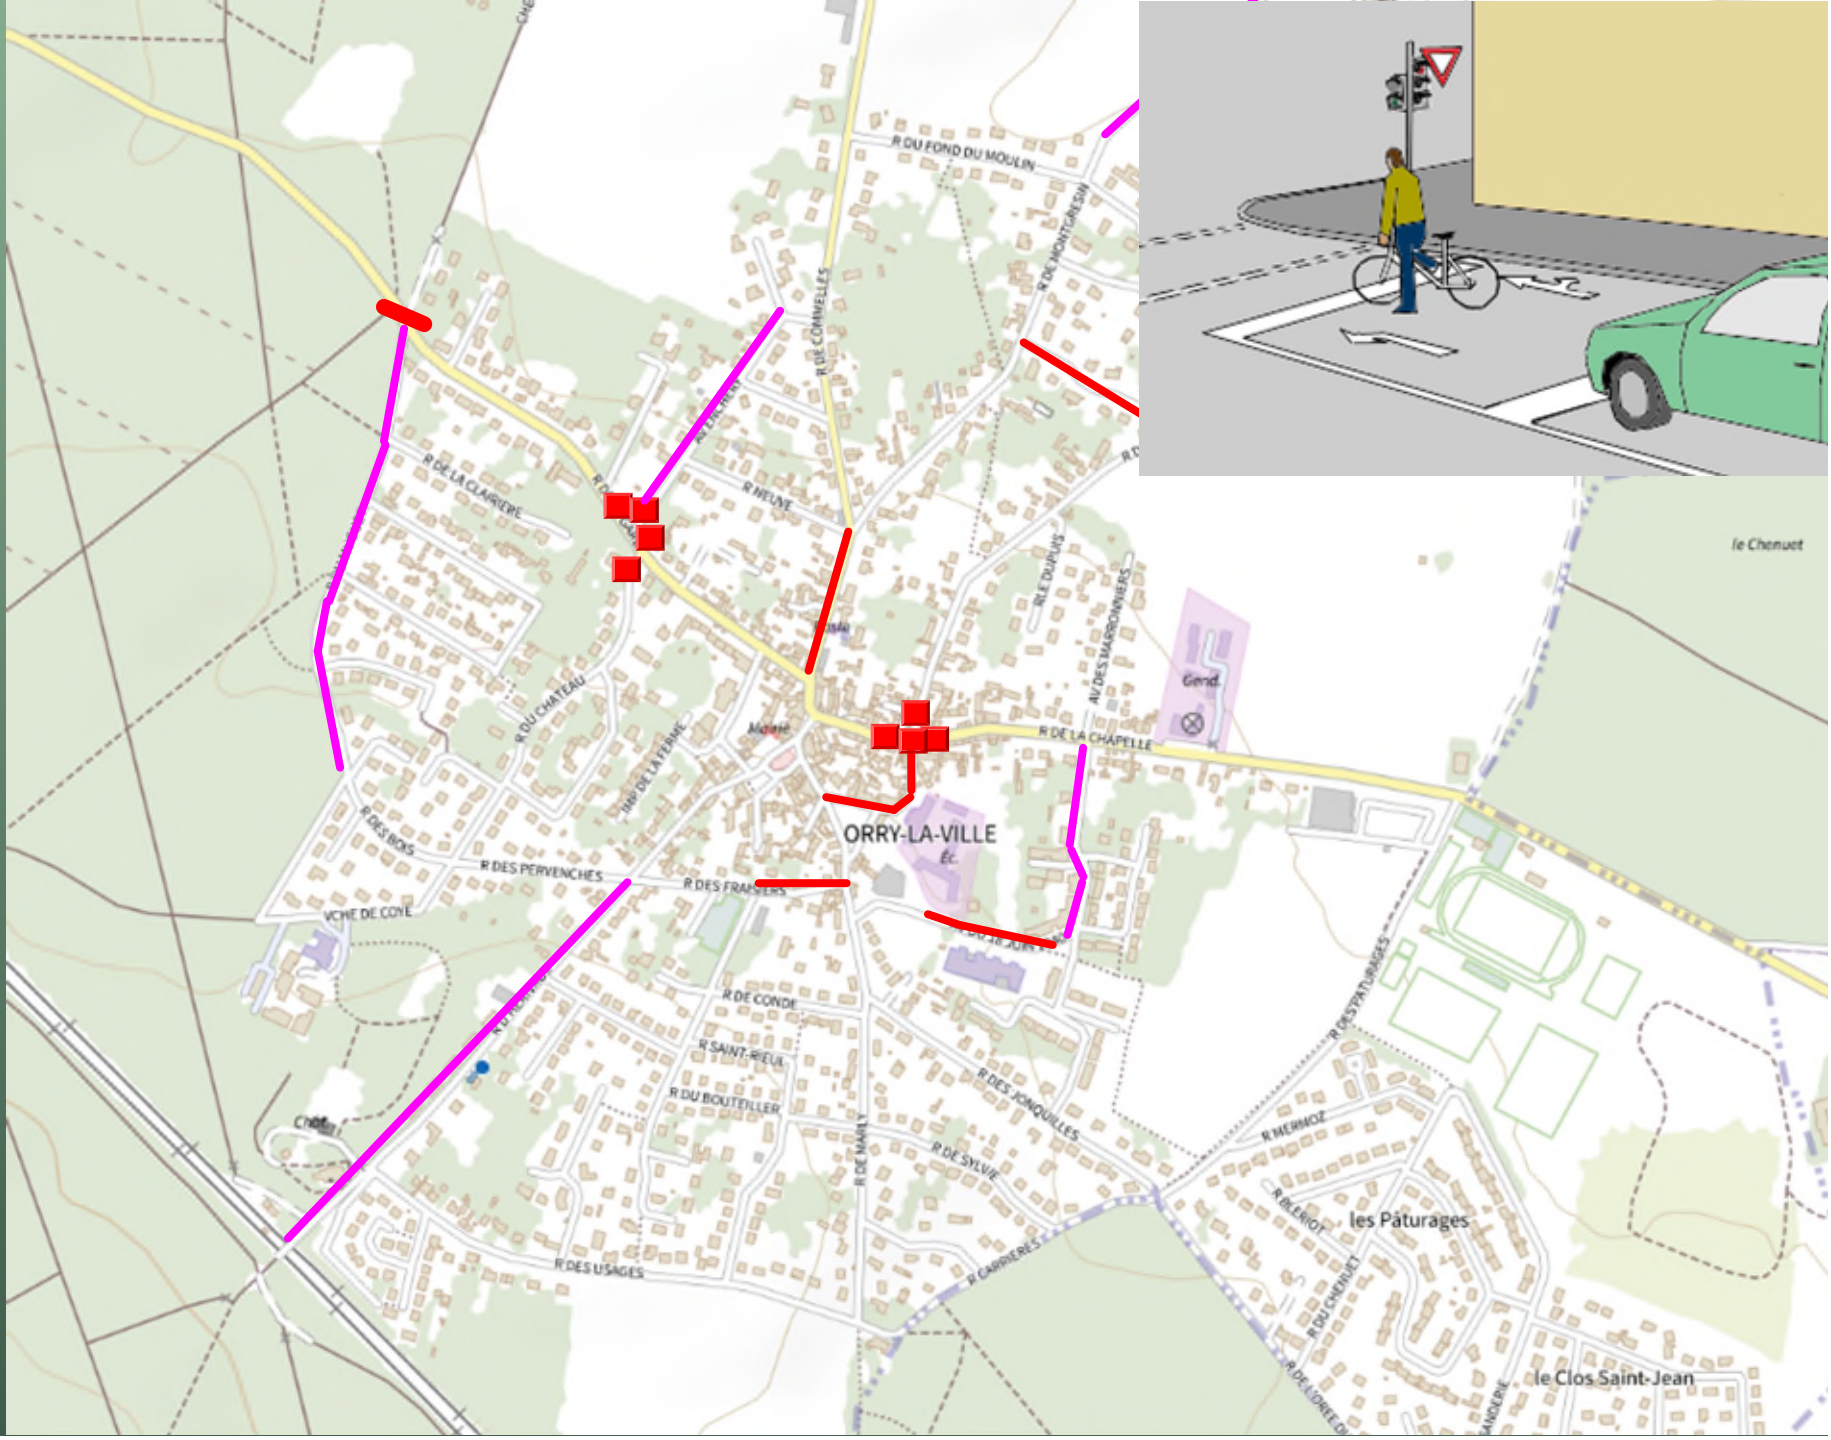 R DU FOND DU MOULIN
R DE MONTGRESIN
R DE COMMELLES
R DE LA CLAIRIERE
R NEUVE
le Chenuet
RLE DUPUIS
AV DES MARRONNIERS
Gend.
R DU CHATEAU
Mairie
R DE LA CHAPELLE
IMP DE LA FERME
ORRY-LA-VILLE
Éc.
R DES BOIS
R DES PERVENCHES
R DES FRAISIERS
VCHE DE COYE
R DE CONDE
R DES PATURAGES
R SAINT-RIEUL
R DES JONQUILLES
R DU BOUTEILLER
Chât.
R DE MARLY
R DE SYLVIE
R MERMOZ
R BLERIOT
les Pâturages
R DES USAGES
R CARRIERES
R DU CHENUET
le Clos Saint-Jean